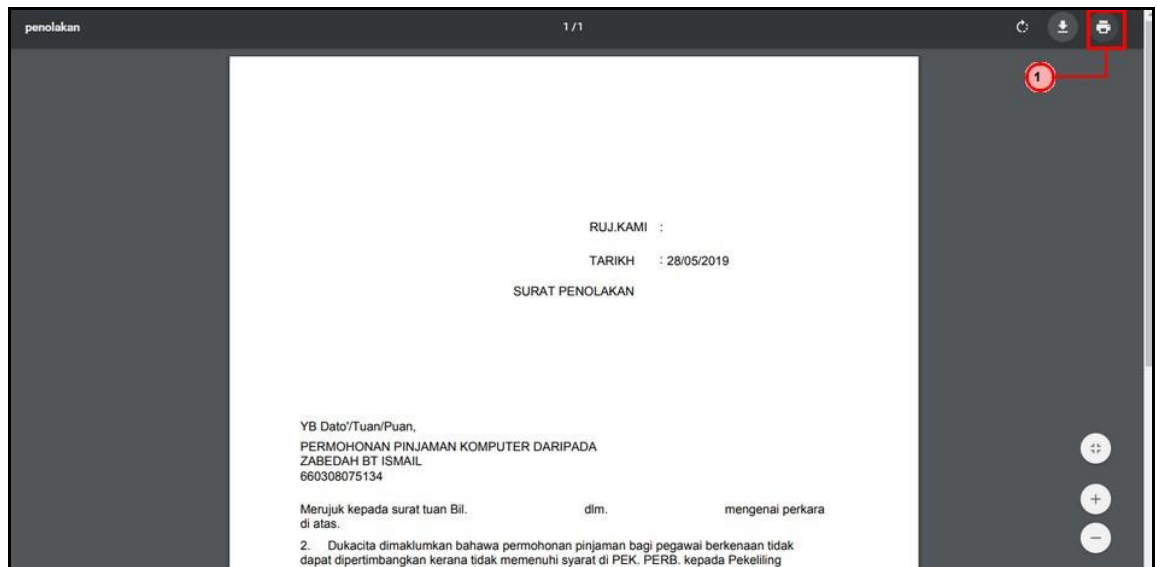 penolakan
1 / 1
1
RUJ.KAMI :
TARIKH : 28/05/2019
SURAT PENOLAKAN
YB Dato'/Tuan/Puan,
PERMOHONAN PINJAMAN KOMPUTER DARIPADA
ZABEDAH BT ISMAIL
660308075134
Merujuk kepada surat tuan Bil. dlm. mengenai perkara
di atas.
2. Dukacita dimaklumkan bahawa permohonan pinjaman bagi pegawai berkenaan tidak
dapat dipertimbangkan kerana tidak memenuhi syarat di PEK. PERB. kepada Pekeliling